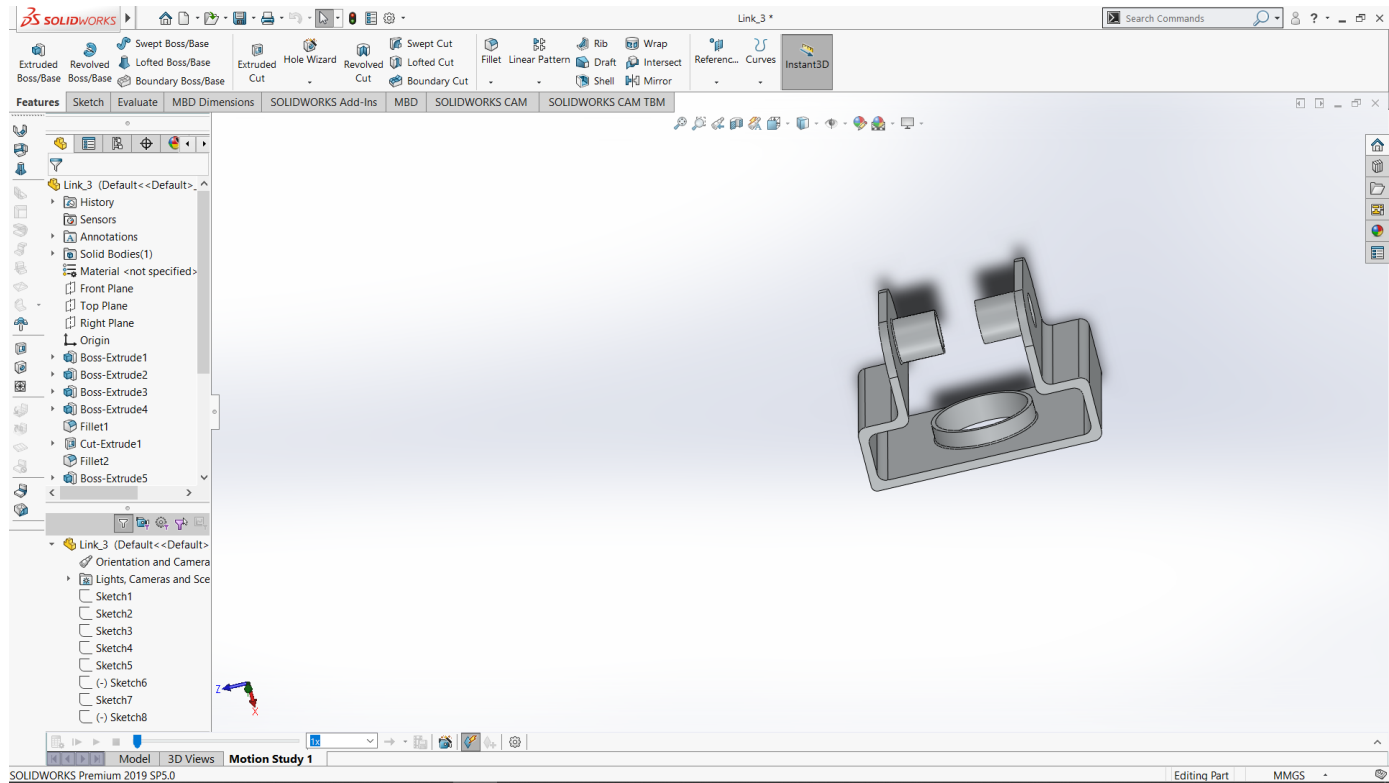 SOLIDWORKS
Link_3 *
Search Commands
Extruded Boss/Base
Revolved Boss/Base
Swept Boss/Base
Lofted Boss/Base
Boundary Boss/Base
Extruded Cut
Hole Wizard
Revolved Cut
Swept Cut
Lofted Cut
Boundary Cut
Fillet
Linear Pattern
Rib
Draft
Shell
Wrap
Intersect
Mirror
Referenc...
Curves
Instant3D
Features Sketch Evaluate MBD Dimensions SOLIDWORKS Add-Ins MBD SOLIDWORKS CAM SOLIDWORKS CAM TBM
Link_3 (Default<<Default>_
History
Sensors
Annotations
Solid Bodies(1)
Material <not specified>
Front Plane
Top Plane
Right Plane
Origin
Boss-Extrude1
Boss-Extrude2
Boss-Extrude3
Boss-Extrude4
Fillet1
Cut-Extrude1
Fillet2
Boss-Extrude5
Link_3 (Default<<Default>
Orientation and Camera
Lights, Cameras and Sce
Sketch1
Sketch2
Sketch3
Sketch4
Sketch5
(-) Sketch6
Sketch7
(-) Sketch8
Z
X
1x
Model 3D Views Motion Study 1
SOLIDWORKS Premium 2019 SP5.0
Editing Part MMGS